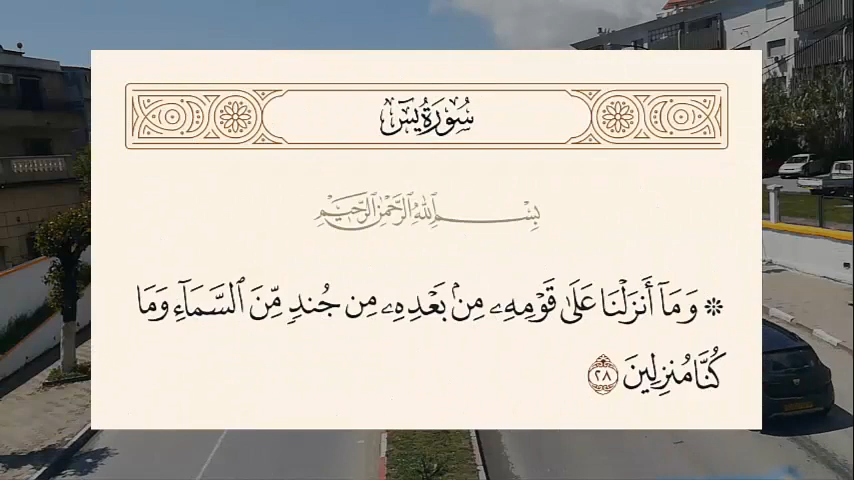 سُورَةُ يسٓ
بِسْمِ ٱللَّهِ ٱلرَّحْمَٰنِ ٱلرَّحِيمِ
۞ وَمَآ أَنزَلْنَا عَلَىٰ قَوْمِهِۦ مِنۢ بَعْدِهِۦ مِن جُندٍ مِّنَ ٱلسَّمَآءِ وَمَا
كُنَّا مُنزِلِينَ ٢٨